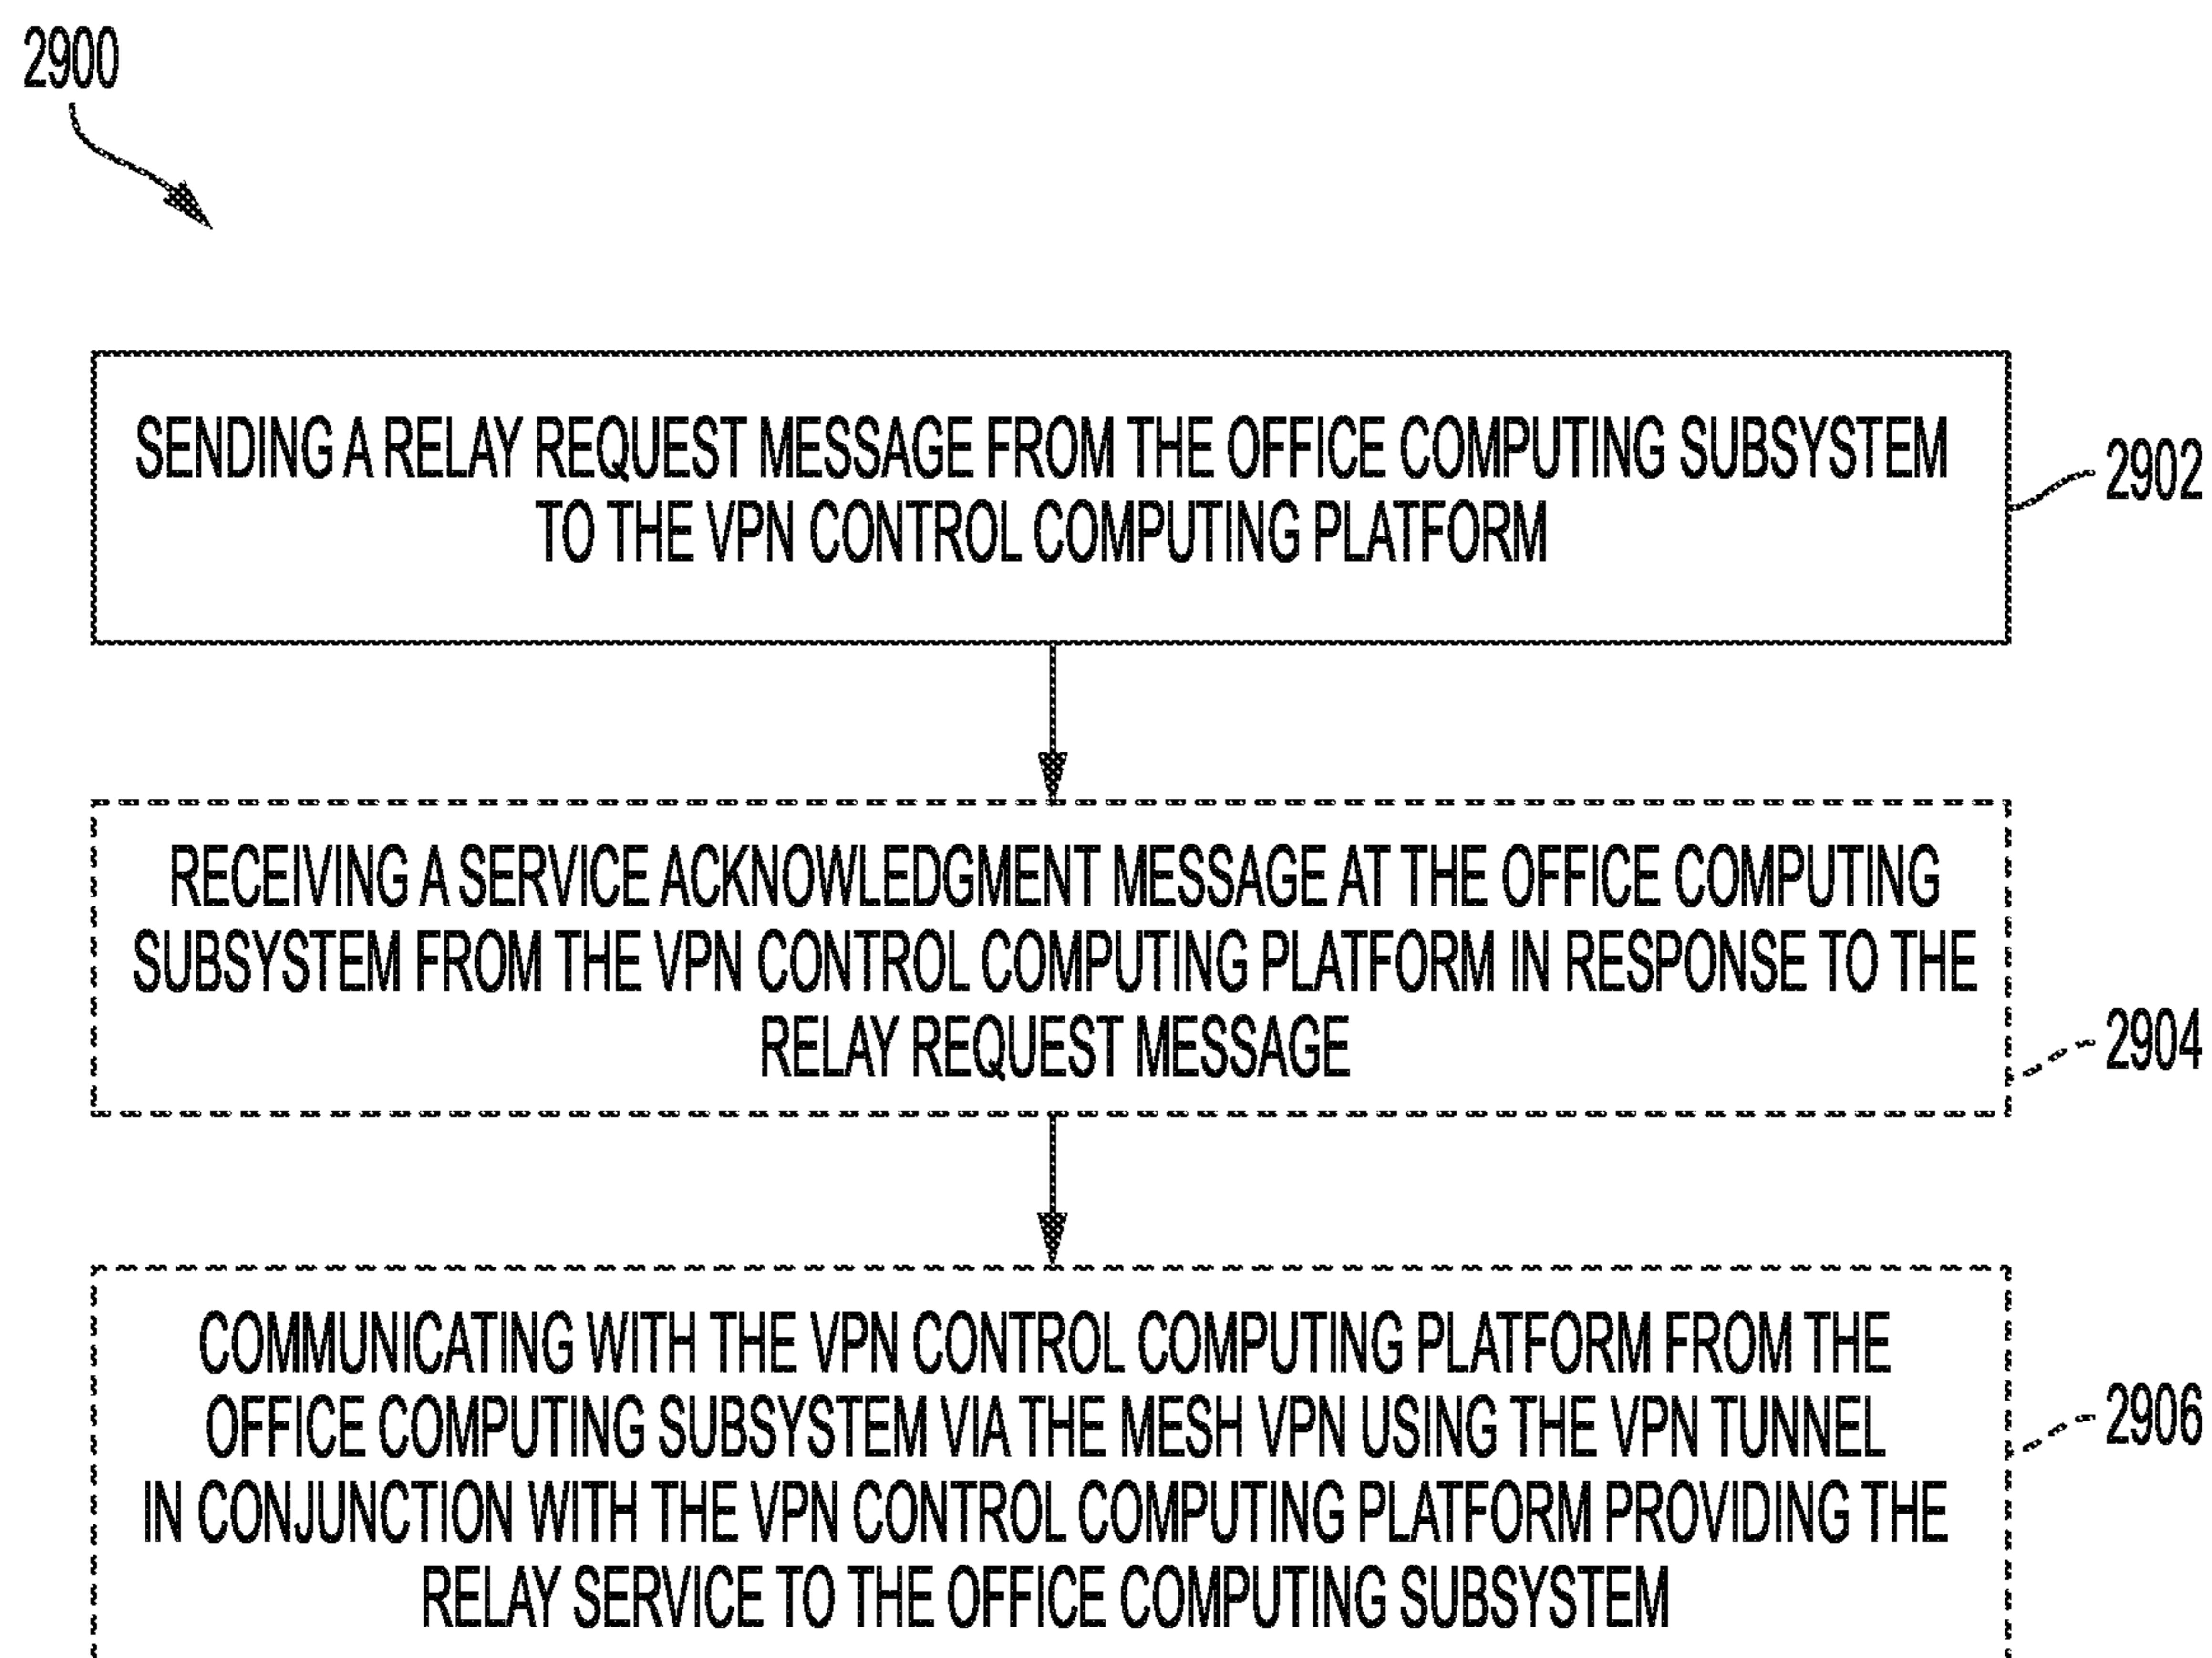 2900
SENDING A RELAY REQUEST MESSAGE FROM THE OFFICE COMPUTING SUBSYSTEM
TO THE VPN CONTROL COMPUTING PLATFORM
2902
RECEIVING A SERVICE ACKNOWLEDGMENT MESSAGE AT THE OFFICE COMPUTING
SUBSYSTEM FROM THE VPN CONTROL COMPUTING PLATFORM IN RESPONSE TO THE
RELAY REQUEST MESSAGE
2904
COMMUNICATING WITH THE VPN CONTROL COMPUTING PLATFORM FROM THE
OFFICE COMPUTING SUBSYSTEM VIA THE MESH VPN USING THE VPN TUNNEL
IN CONJUNCTION WITH THE VPN CONTROL COMPUTING PLATFORM PROVIDING THE
RELAY SERVICE TO THE OFFICE COMPUTING SUBSYSTEM
2906